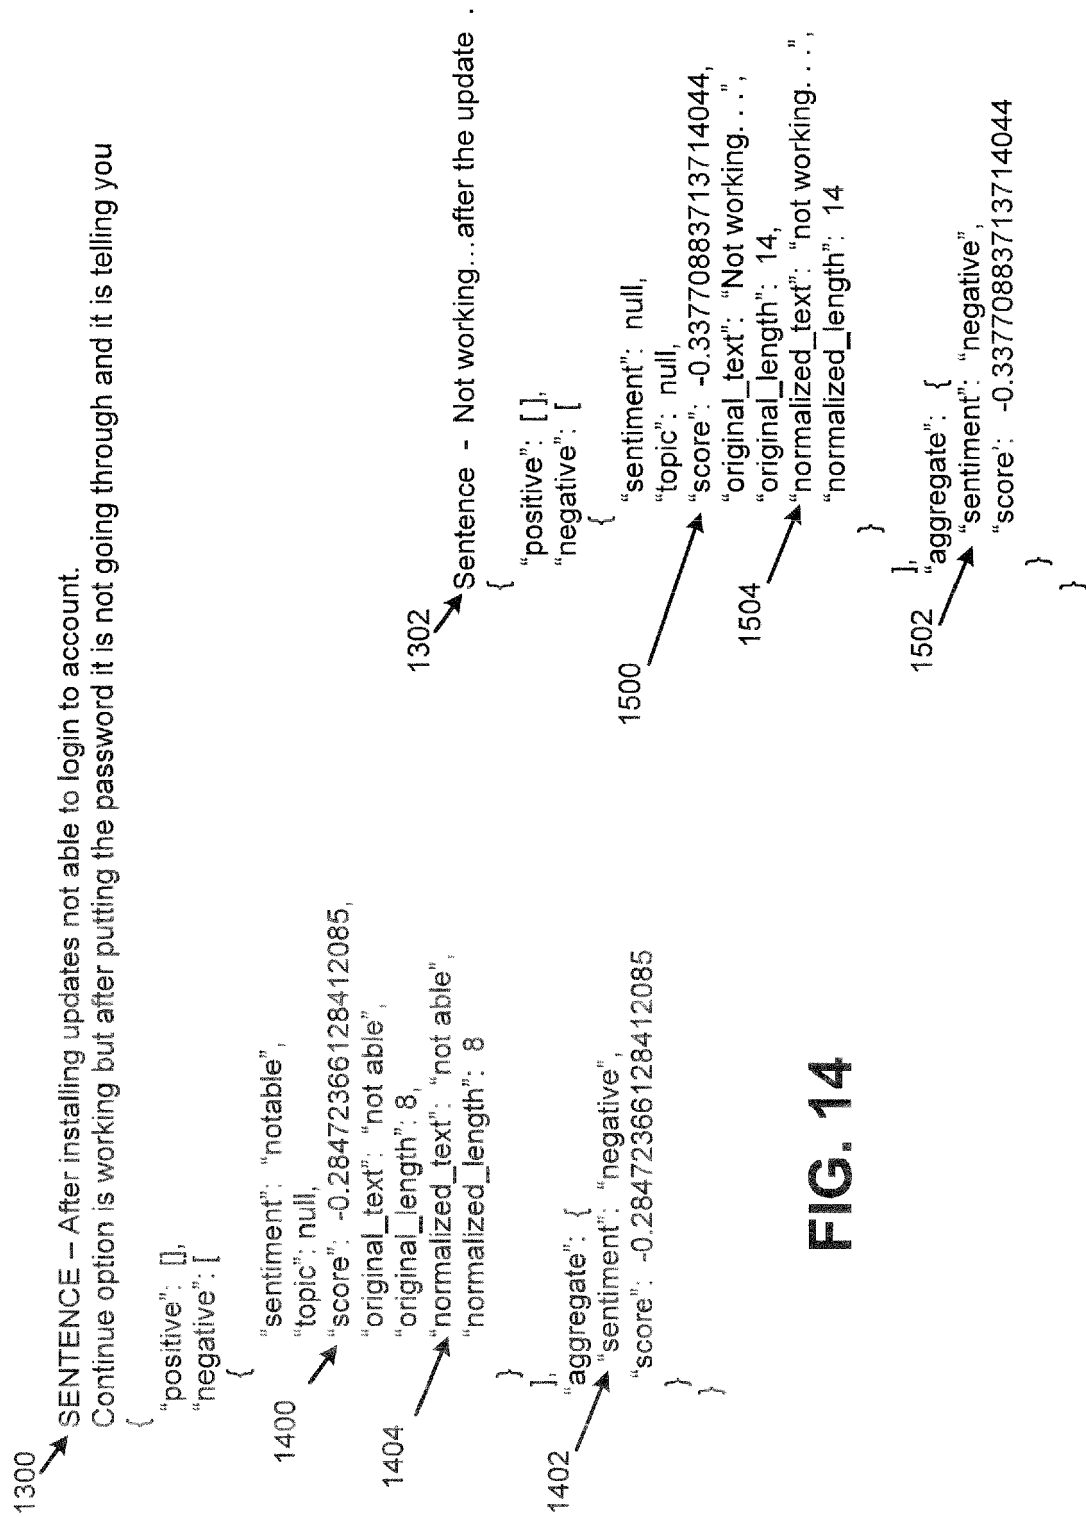 1300
SENTENCE – After installing updates not able to login to account.
Continue option is working but after putting the password it is not going through and it is telling you
{
"positive": [],
"negative": [
{
"sentiment": "notable",
"topic": null,
1400
"score": -0.2847236612841 2085,
"original_text": "not able",
"original_length": 8,
1404
"normalized_text": "not able",
"normalized_length": 8
}
],
"aggregate": {
1402
"sentiment": "negative",
"score": -0.28472366128412085
}
}
1302
Sentence - Not working...after the update .
{
"positive": [],
"negative": [
{
"sentiment": null,
"topic": null,
1500
"score": -0.33770883713714044,
"original_text": "Not working. . . , "
"original_length": 14,
1504
"normalized_text": "not working. . . ",
"normalized_length": 14
}
],
"aggregate": {
1502
"sentiment": "negative",
"score': -0.33770883713714044
}
}
FIG. 14